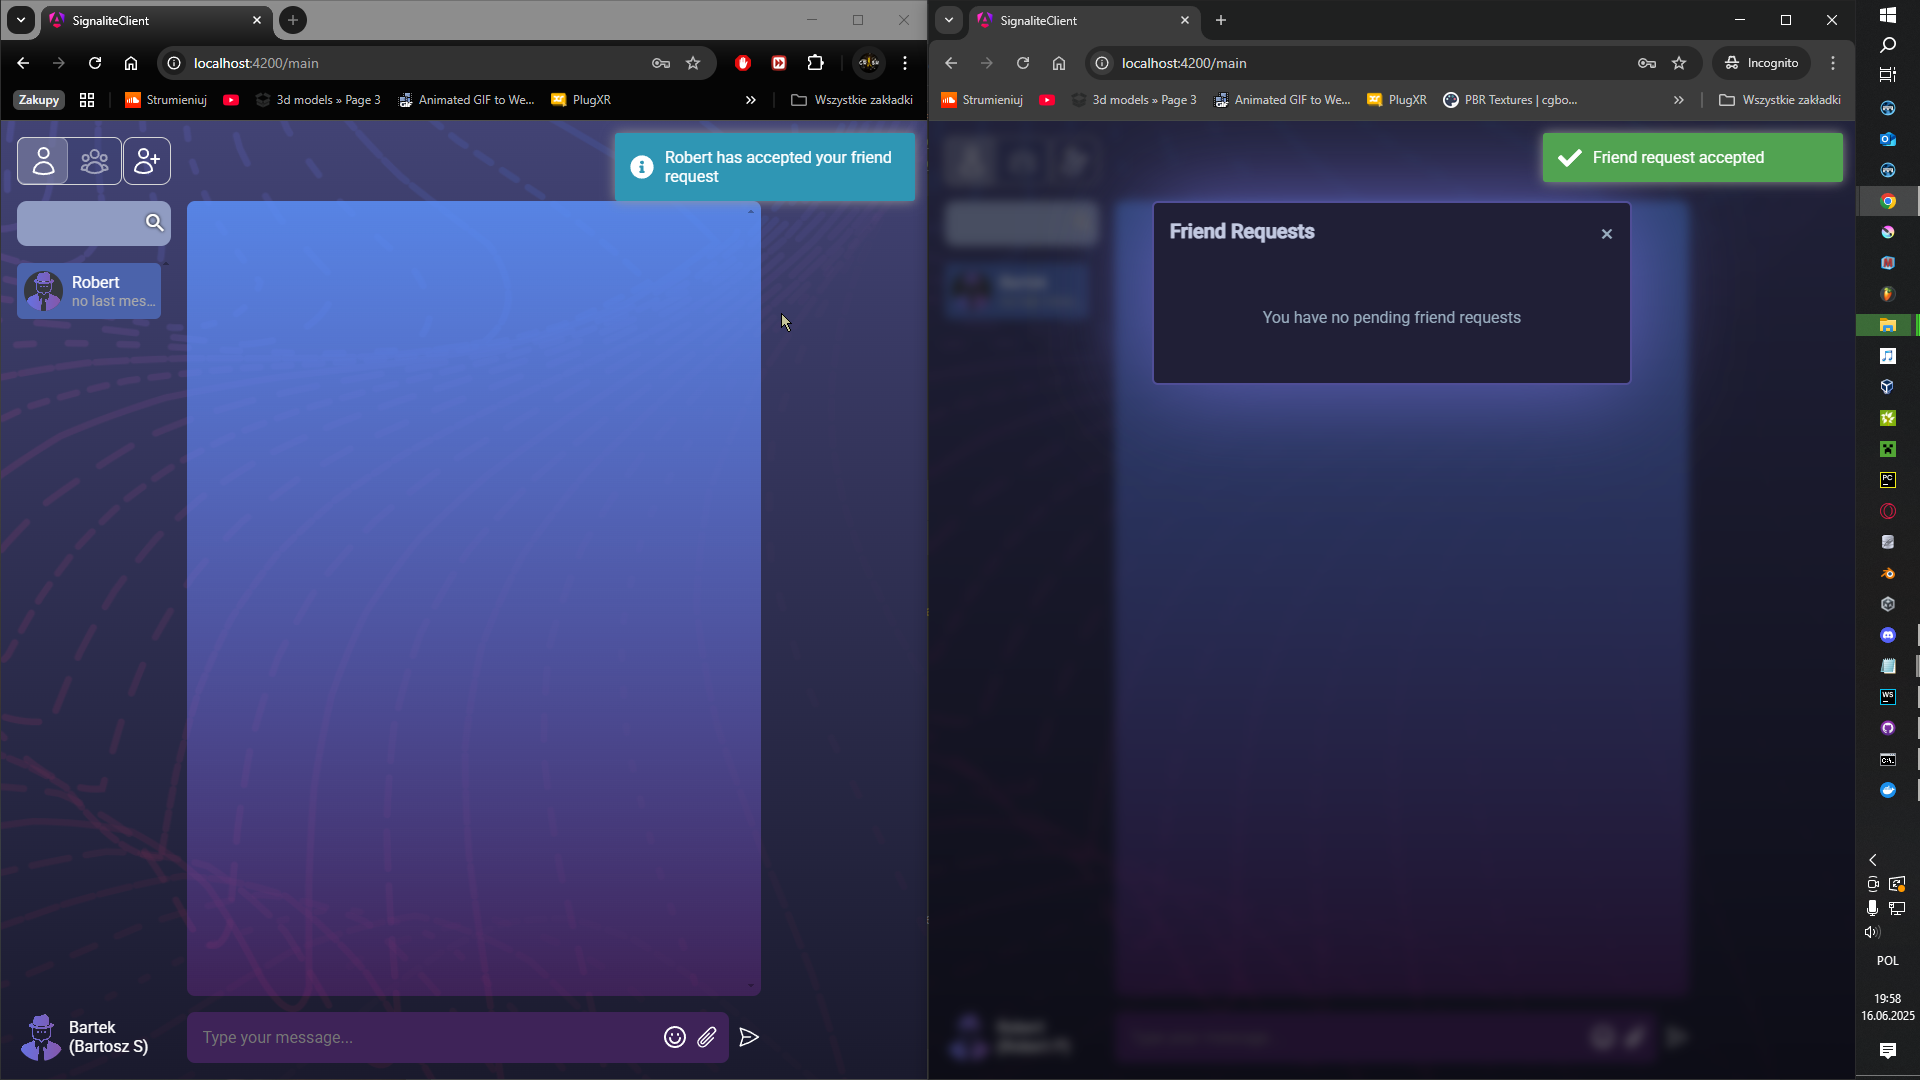 SignaliteClient
localhost:4200/main
Zakupy
Strumieniuj
3d models » Page 3
Animated GIF to We...
PlugXR
»
Wszystkie zakładki
Robert has accepted your friend
request
Robert
no last mes...
Bartek
(Bartosz S)
Type your message...
SignaliteClient
localhost:4200/main
Incognito
Strumieniuj
3d models » Page 3
Animated GIF to We...
PlugXR
PBR Textures | cgbo...
»
Wszystkie zakładki
Friend request accepted
Friend Requests
You have no pending friend requests
PC
WS
C:\.
POL
19:58
16.06.2025